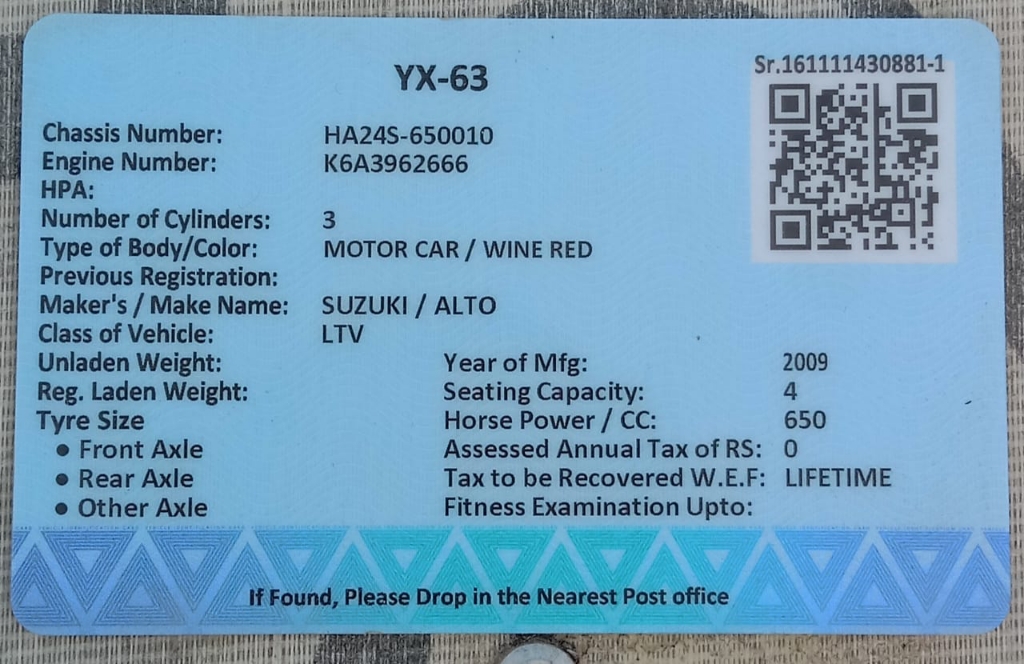 YX-63
Sr.161111430881-1
Chassis Number: HA24S-650010
Engine Number: K6A3962666
HPA:
Number of Cylinders: 3
Type of Body/Color: MOTOR CAR / WINE RED
Previous Registration:
Maker's / Make Name: SUZUKI / ALTO
Class of Vehicle: LTV
Unladen Weight: Year of Mfg: 2009
Reg. Laden Weight: Seating Capacity: 4
Tyre Size Horse Power / CC: 650
• Front Axle Assessed Annual Tax of RS: 0
• Rear Axle Tax to be Recovered W.E.F: LIFETIME
• Other Axle Fitness Examination Upto:
If Found, Please Drop in the Nearest Post office